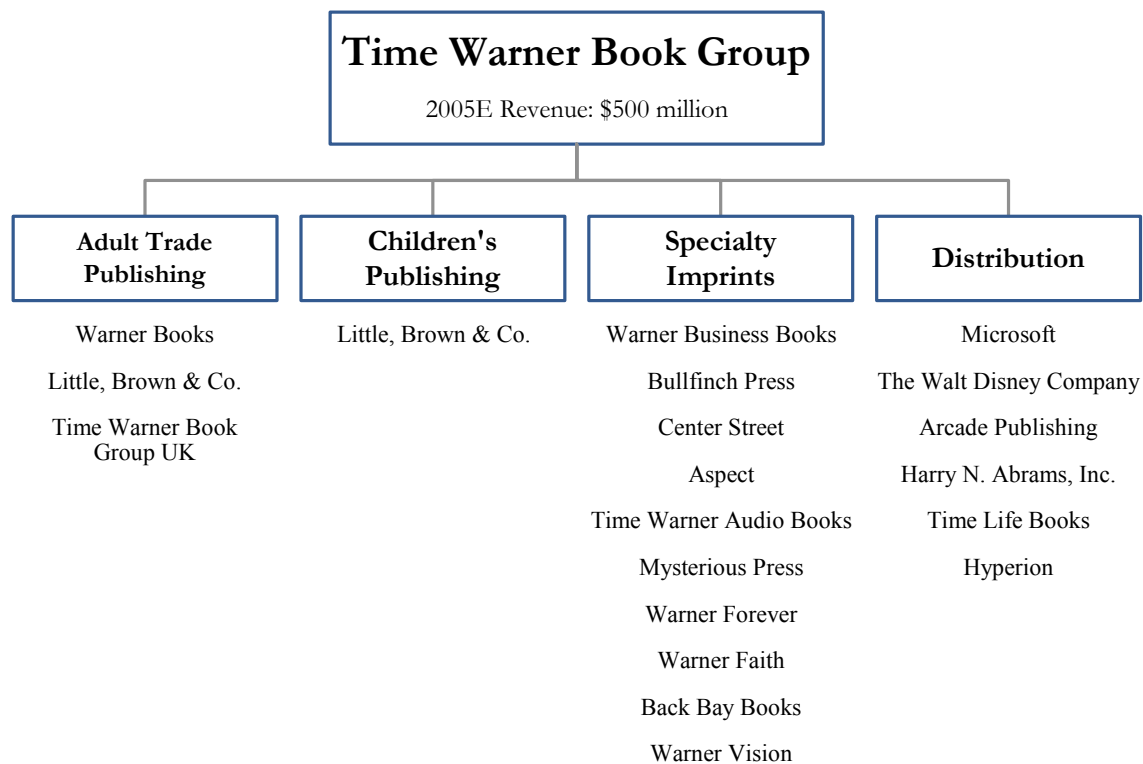 Time Warner Book Group
2005E Revenue: $500 million
Adult Trade
Publishing
Warner Books
Little, Brown & Co.
Time Warner Book
Group UK
Children's
Publishing
Little, Brown & Co.
Specialty
Imprints
Warner Business Books
Bullfinch Press
Center Street
Aspect
Time Warner Audio Books
Mysterious Press
Warner Forever
Warner Faith
Back Bay Books
Warner Vision
Distribution
Microsoft
The Walt Disney Company
Arcade Publishing
Harry N. Abrams, Inc.
Time Life Books
Hyperion